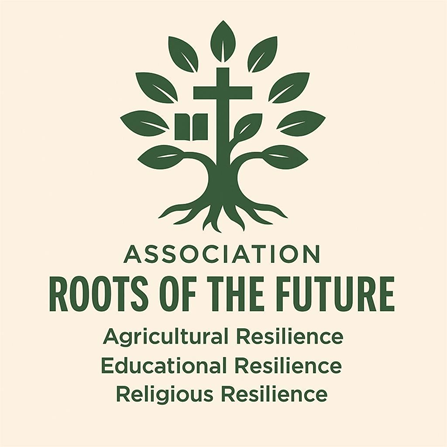 ASSOCIATION
ROOTS OF THE FUTURE
Agricultural Resilience
Educational Resilience
Religious Resilience